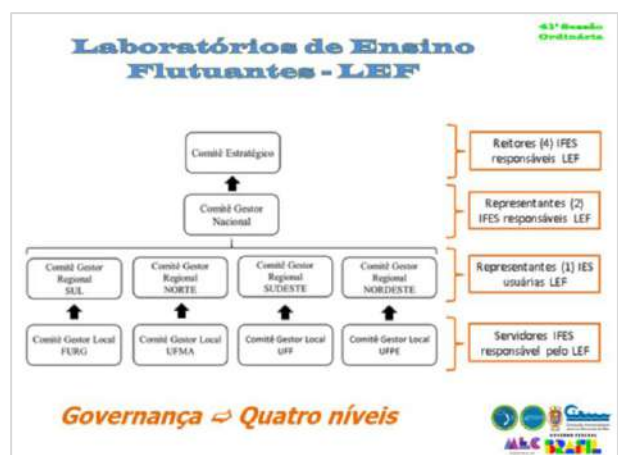 41ª Sessão
Ordinária
Laboratórios de Ensino
Flutuantes - LEF
Comitê Estratégico
Reitores (4) IFES
responsáveis LEF
Comitê Gestor
Nacional
Representantes (2)
IFES responsáveis LEF
Comitê Gestor
Regional
SUL
Comitê Gestor
Regional
NORTE
Comitê Gestor
Regional
SUDESTE
Comitê Gestor
Regional
NORDESTE
Representantes (1) IES
usuárias LEF
Comitê Gestor Local
FURG
Comitê Gestor Local
UFMA
Comitê Gestor Local
UFF
Comitê Gestor Local
UFPE
Servidores IFES
responsável pelo LEF
Governança ⇨ Quatro níveis
MEC
GOVERNO FEDERAL
BRASIL